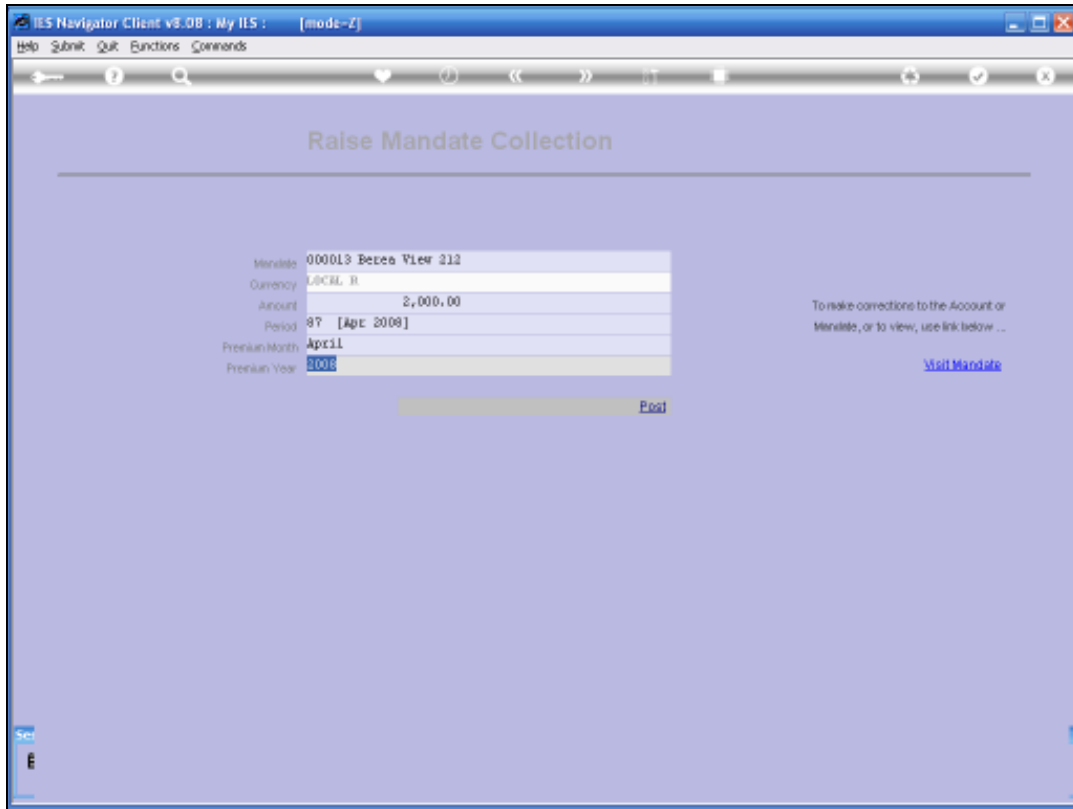 IES Navigator Client v8.08 : My IES :      [mode=Z]
Help Submit Quit Functions Commands
Raise Mandate Collection
Mandate 000013 Berea View 212
Currency LOCAL R
Amount 2,000.00
Period 87 [Apr 2008]
Premium Month April
Premium Year 2008
Post
To make corrections to the Account or
Mandate, or to view, use link below ...
Visit Mandate
Se